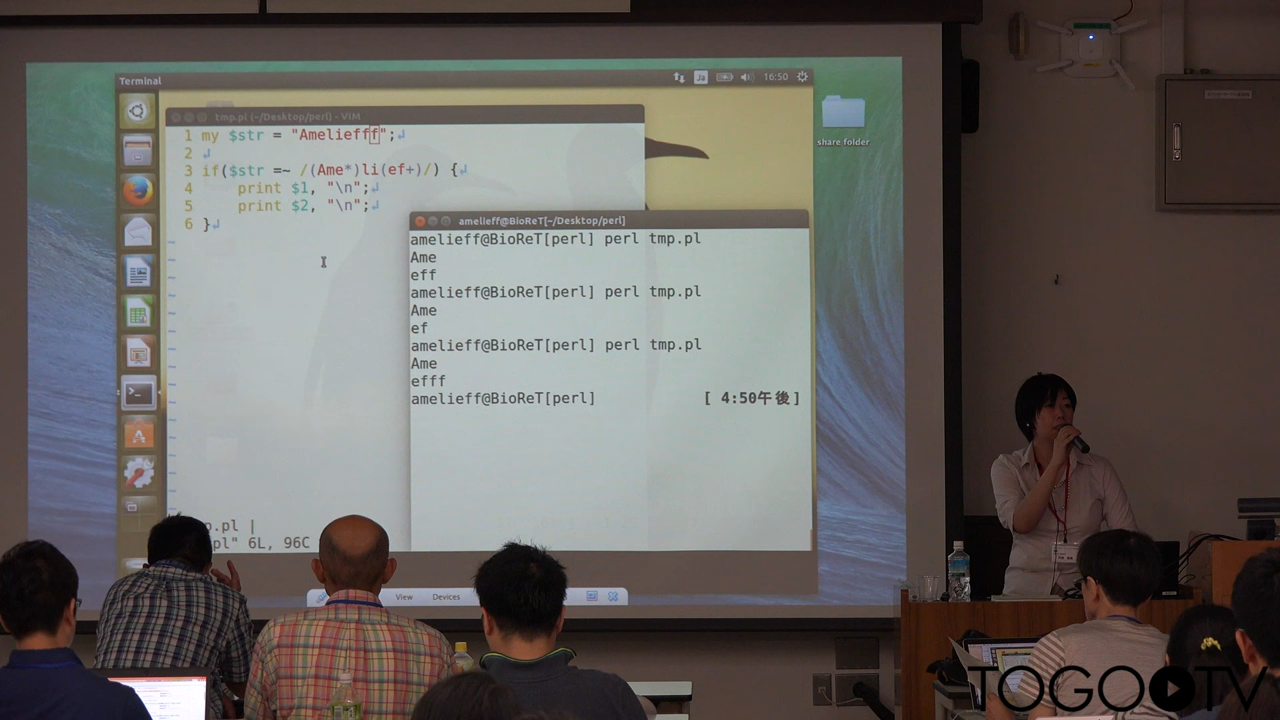 Terminal
Ja
16:50
tmp.pl (~/Desktop/perl) - VIM
1 my $str = "Ameliefff";
2
3 if($str =~ /(Ame*)li(ef+)/) {
4 print $1, "\n";
5 print $2, "\n";
6 }
p.pl |
pl" 6L, 96C
share folder
amelieff@BioReT[~/Desktop/perl]
amelieff@BioReT[perl] perl tmp.pl
Ame
eff
amelieff@BioReT[perl] perl tmp.pl
Ame
ef
amelieff@BioReT[perl] perl tmp.pl
Ame
efff
amelieff@BioReT[perl] [ 4:50午後]
View Devices
TOGOTV